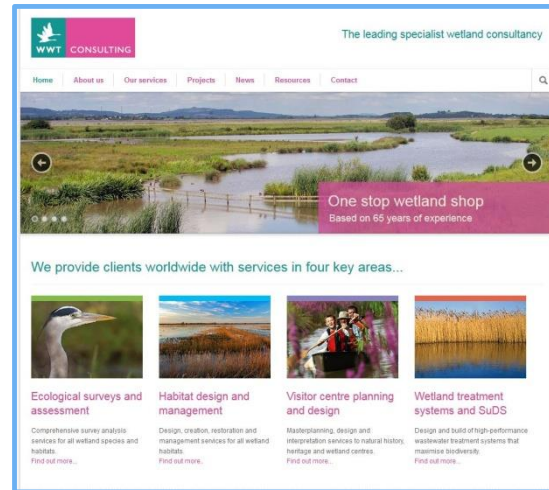 WWT CONSULTING
The leading specialist wetland consultancy
Home About us Our services Projects News Resources Contact
One stop wetland shop
Based on 65 years of experience
We provide clients worldwide with services in four key areas...
Ecological surveys and
assessment
Comprehensive survey analysis
services for all wetland species and
habitats.
Find out more...
Habitat design and
management
Design, creation, restoration and
management services for all wetland
habitats.
Find out more...
Visitor centre planning
and design
Masterplanning, design and
interpretation services to natural history,
heritage and wetland centres.
Find out more...
Wetland treatment
systems and SuDS
Design and build of high-performance
wastewater treatment systems that
maximise biodiversity.
Find out more...